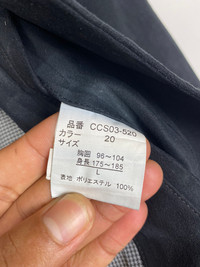 品番 CCS03-520
カラー 20
サイズ
胸囲 96～104
身長 175～185
L
表地 ポリエステル 100%